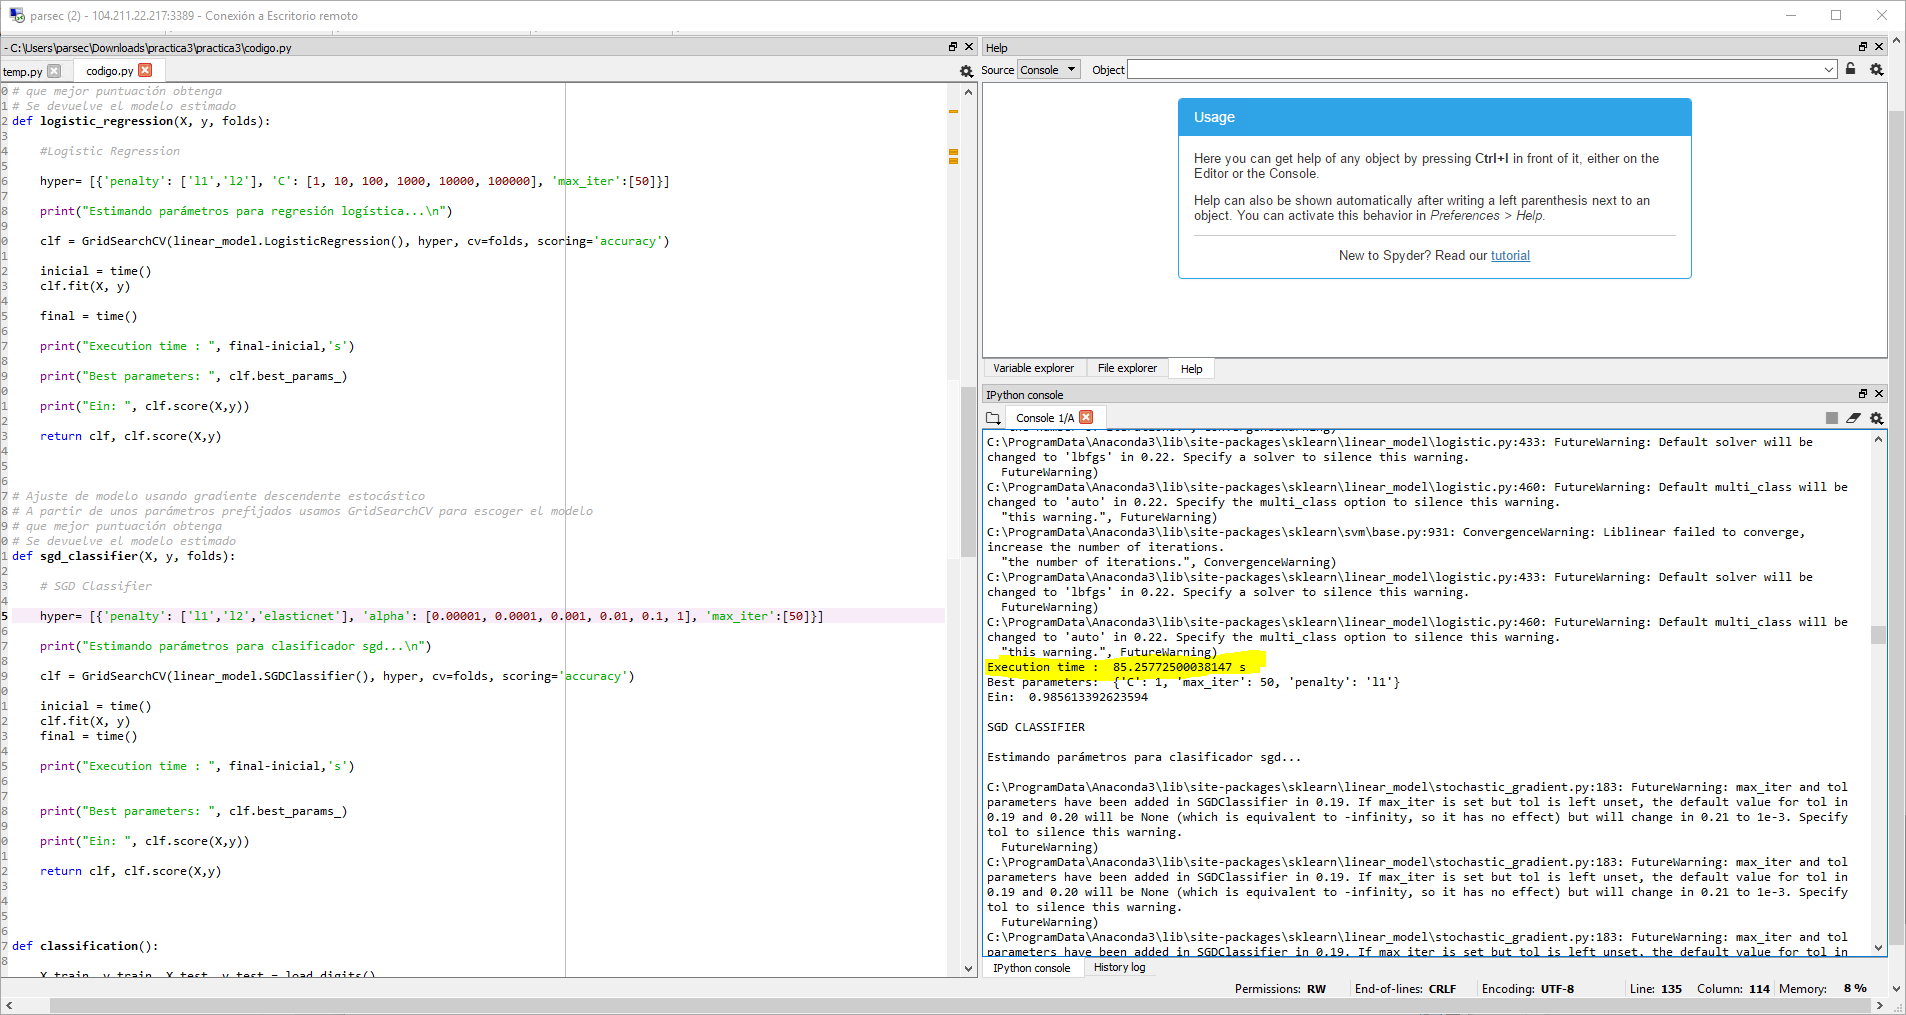 parsec (2) - 104.211.22.217:3389 - Conexión a Escritorio remoto
- C:\Users\parsec\Downloads\practica3\practica3\codigo.py
temp.py
codigo.py
0 # que mejor puntuación obtenga
1 # Se devuelve el modelo estimado
2 def logistic_regression(X, y, folds):
3
4 #Logistic Regression
5
6 hyper= [{'penalty': ['l1','l2'], 'C': [1, 10, 100, 1000, 10000, 100000], 'max_iter':[50]}]
7
8 print("Estimando parámetros para regresión logística...\n")
9
0 clf = GridSearchCV(linear_model.LogisticRegression(), hyper, cv=folds, scoring='accuracy')
1
2 inicial = time()
3 clf.fit(X, y)
4
5 final = time()
6
7 print("Execution time : ", final-inicial,'s')
8
9 print("Best parameters: ", clf.best_params_)
0
1 print("Ein: ", clf.score(X,y))
2
3 return clf, clf.score(X,y)
4
5
6
7 # Ajuste de modelo usando gradiente descendente estocástico
8 # A partir de unos parámetros prefijados usamos GridSearchCV para escoger el modelo
9 # que mejor puntuación obtenga
0 # Se devuelve el modelo estimado
1 def sgd_classifier(X, y, folds):
2
3 # SGD Classifier
4
5 hyper= [{'penalty': ['l1','l2','elasticnet'], 'alpha': [0.00001, 0.0001, 0.001, 0.01, 0.1, 1], 'max_iter':[50]}]
6
7 print("Estimando parámetros para clasificador sgd...\n")
8
9 clf = GridSearchCV(linear_model.SGDClassifier(), hyper, cv=folds, scoring='accuracy')
0
1 inicial = time()
2 clf.fit(X, y)
3 final = time()
4
5 print("Execution time : ", final-inicial,'s')
6
7
8 print("Best parameters: ", clf.best_params_)
9
0 print("Ein: ", clf.score(X,y))
1
2 return clf, clf.score(X,y)
3
4
5
6
7 def classification():
8
X train, y train, X test, y test = load digits()
Help
Source Console Object
Usage
Here you can get help of any object by pressing Ctrl+I in front of it, either on the
Editor or the Console.
Help can also be shown automatically after writing a left parenthesis next to an
object. You can activate this behavior in Preferences > Help.
New to Spyder? Read our tutorial
Variable explorer File explorer Help
IPython console
Console 1/A
"the number of iterations.", ConvergenceWarning)
C:\ProgramData\Anaconda3\lib\site-packages\sklearn\linear_model\logistic.py:433: FutureWarning: Default solver will be
changed to 'lbfgs' in 0.22. Specify a solver to silence this warning.
FutureWarning)
C:\ProgramData\Anaconda3\lib\site-packages\sklearn\linear_model\logistic.py:460: FutureWarning: Default multi_class will be
changed to 'auto' in 0.22. Specify the multi_class option to silence this warning.
"this warning.", FutureWarning)
C:\ProgramData\Anaconda3\lib\site-packages\sklearn\svm\base.py:931: ConvergenceWarning: Liblinear failed to converge,
increase the number of iterations.
"the number of iterations.", ConvergenceWarning)
C:\ProgramData\Anaconda3\lib\site-packages\sklearn\linear_model\logistic.py:433: FutureWarning: Default solver will be
changed to 'lbfgs' in 0.22. Specify a solver to silence this warning.
FutureWarning)
C:\ProgramData\Anaconda3\lib\site-packages\sklearn\linear_model\logistic.py:460: FutureWarning: Default multi_class will be
changed to 'auto' in 0.22. Specify the multi_class option to silence this warning.
"this warning.", FutureWarning)
Execution time :  85.25772500038147 s
Best parameters:  {'C': 1, 'max_iter': 50, 'penalty': 'l1'}
Ein:  0.985613392623594
SGD CLASSIFIER
Estimando parámetros para clasificador sgd...
C:\ProgramData\Anaconda3\lib\site-packages\sklearn\linear_model\stochastic_gradient.py:183: FutureWarning: max_iter and tol
parameters have been added in SGDClassifier in 0.19. If max_iter is set but tol is left unset, the default value for tol in
0.19 and 0.20 will be None (which is equivalent to -infinity, so it has no effect) but will change in 0.21 to 1e-3. Specify
tol to silence this warning.
FutureWarning)
C:\ProgramData\Anaconda3\lib\site-packages\sklearn\linear_model\stochastic_gradient.py:183: FutureWarning: max_iter and tol
parameters have been added in SGDClassifier in 0.19. If max_iter is set but tol is left unset, the default value for tol in
0.19 and 0.20 will be None (which is equivalent to -infinity, so it has no effect) but will change in 0.21 to 1e-3. Specify
tol to silence this warning.
FutureWarning)
C:\ProgramData\Anaconda3\lib\site-packages\sklearn\linear_model\stochastic_gradient.py:183: FutureWarning: max_iter and tol
parameters have been added in SGDClassifier in 0.19. If max_iter is set but tol is left unset, the default value for tol in
IPython console History log
Permissions: RW End-of-lines: CRLF Encoding: UTF-8 Line: 135 Column: 114 Memory: 8 %